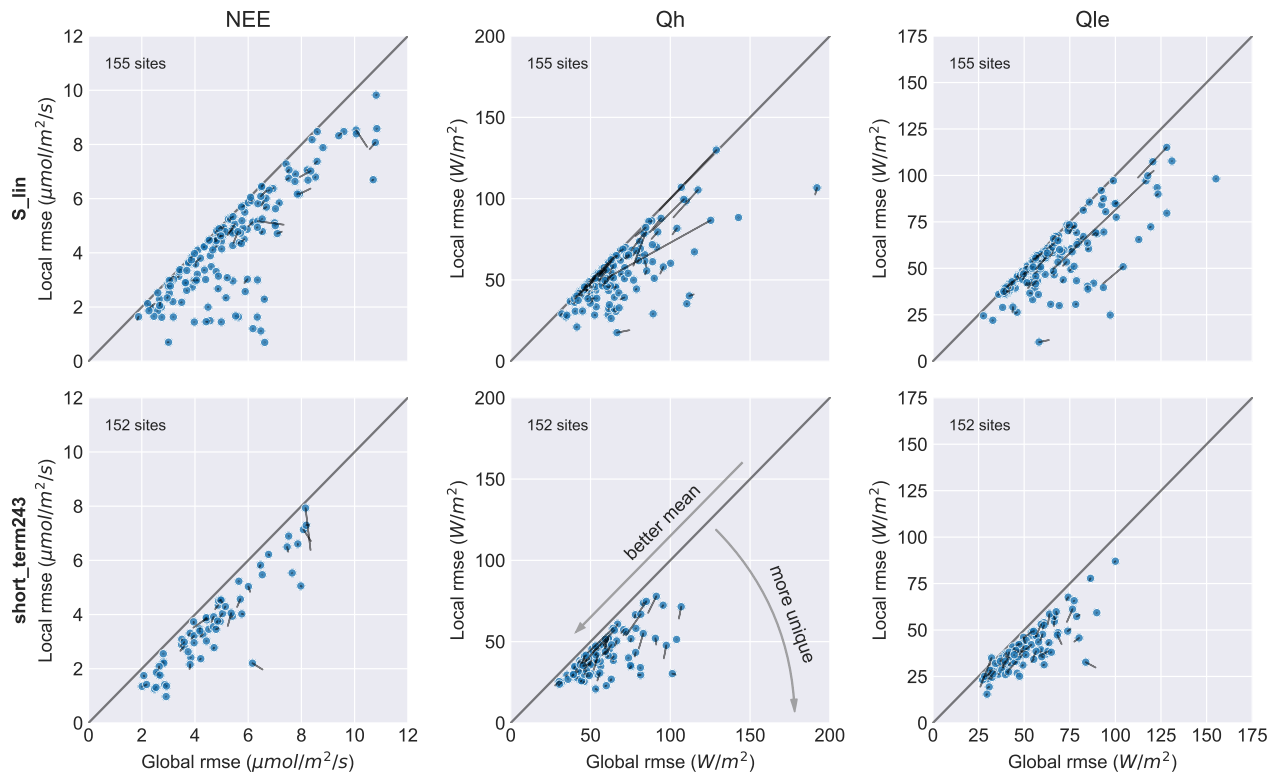 NEE
Qh
Qle
S_lin
Local rmse (μmol/m²/s)
12
10
8
6
4
2
0
155 sites
Local rmse (W/m²)
200
150
100
50
0
155 sites
Local rmse (W/m²)
175
150
125
100
75
50
25
0
155 sites
short_term243
Local rmse (μmol/m²/s)
12
10
8
6
4
2
0
152 sites
0 2 4 6 8 10 12
Global rmse (μmol/m²/s)
Local rmse (W/m²)
200
150
100
50
0
152 sites
better mean
more unique
0 50 100 150 200
Global rmse (W/m²)
Local rmse (W/m²)
175
150
125
100
75
50
25
0
152 sites
0 25 50 75 100 125 150 175
Global rmse (W/m²)